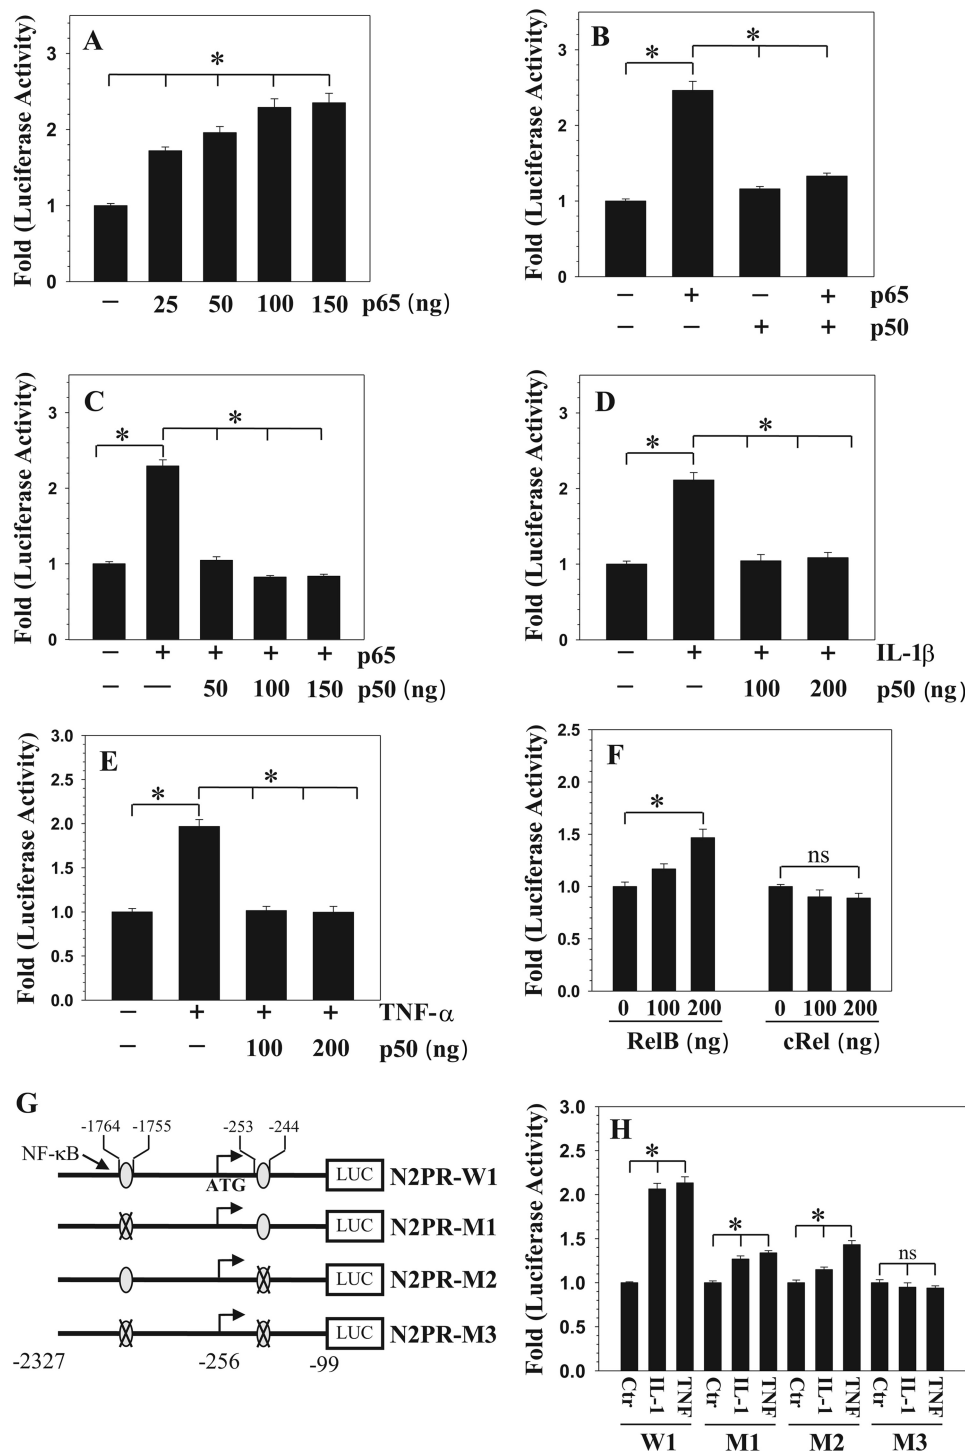 A
Fold (Luciferase Activity)
3
2
1
0
*
– 25 50 100 150 p65 (ng)
B
Fold (Luciferase Activity)
3
2
1
0
* *
– + – + p65
– – + + p50
C
Fold (Luciferase Activity)
3
2
1
0
* *
– + + + + p65
– — 50 100 150 p50 (ng)
D
Fold (Luciferase Activity)
3
2
1
0
* *
– + + + IL-1β
– – 100 200 p50 (ng)
E
Fold (Luciferase Activity)
3.0
2.5
2.0
1.5
1.0
0.5
0.0
* *
– + + + TNF-α
– – 100 200 p50 (ng)
F
Fold (Luciferase Activity)
2.5
2.0
1.5
1.0
0.5
0.0
* ns
0 100 200 0 100 200
RelB (ng) cRel (ng)
G
-1764 -1755 -253 -244
NF-κB
ATG LUC N2PR-W1
LUC N2PR-M1
LUC N2PR-M2
LUC N2PR-M3
-2327 -256 -99
H
Fold (Luciferase Activity)
3.0
2.5
2.0
1.5
1.0
0.5
0.0
* * * ns
Ctr IL-1 TNF Ctr IL-1 TNF Ctr IL-1 TNF Ctr IL-1 TNF
W1 M1 M2 M3